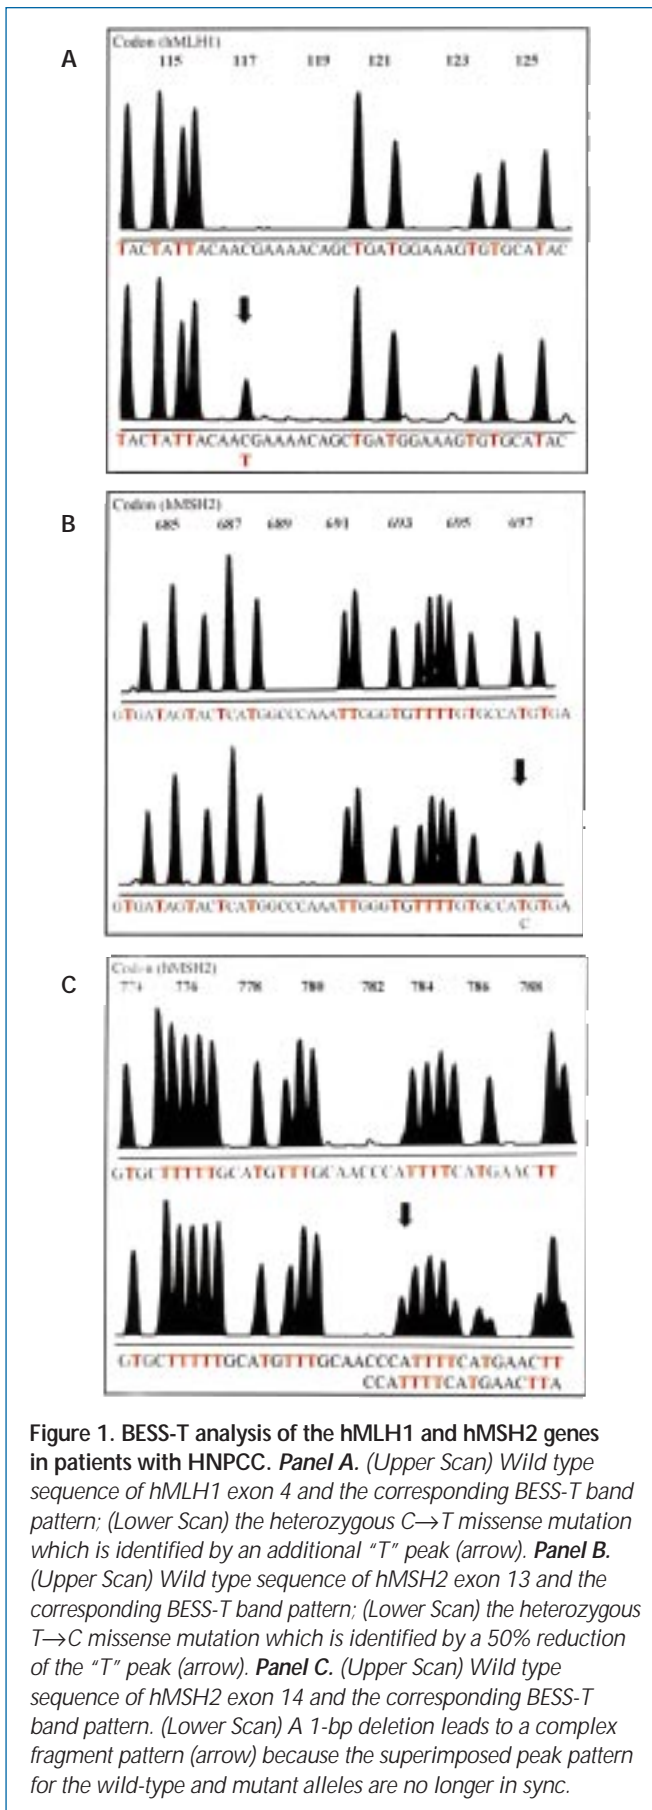 A
Codon (hMLH1)
115 117 119 121 123 125
TACTATTACAACGAAAACAGCTGATGGAAAGTGTGCATAC
TACTATTACAACGAAAACAGCTGATGGAAAGTGTGCATAC
T
B
Codon (hMSH2)
685 687 689 691 693 695 697
GTGATAGTACTCATGGCCCAAATTGGGTGTTTTGTGCCATGTGA
GTGATAGTACTCATGGCCCAAATTGGGTGTTTTGTGCCATGTGA
C
C
Codon (hMSH2)
774 776 778 780 782 784 786 788
GTGCTTTTTGCATGTTTGCAACCCATTTTCATGAACTT
GTGCTTTTTGCATGTTTGCAACCCATTTTCATGAACTT
CCATTTTCATGAACTTA
Figure 1. BESS-T analysis of the hMLH1 and hMSH2 genes
in patients with HNPCC. Panel A. (Upper Scan) Wild type
sequence of hMLH1 exon 4 and the corresponding BESS-T band
pattern; (Lower Scan) the heterozygous C→T missense mutation
which is identified by an additional “T” peak (arrow). Panel B.
(Upper Scan) Wild type sequence of hMSH2 exon 13 and the
corresponding BESS-T band pattern; (Lower Scan) the heterozygous
T→C missense mutation which is identified by a 50% reduction
of the “T” peak (arrow). Panel C. (Upper Scan) Wild type
sequence of hMSH2 exon 14 and the corresponding BESS-T
band pattern. (Lower Scan) A 1-bp deletion leads to a complex
fragment pattern (arrow) because the superimposed peak pattern
for the wild-type and mutant alleles are no longer in sync.